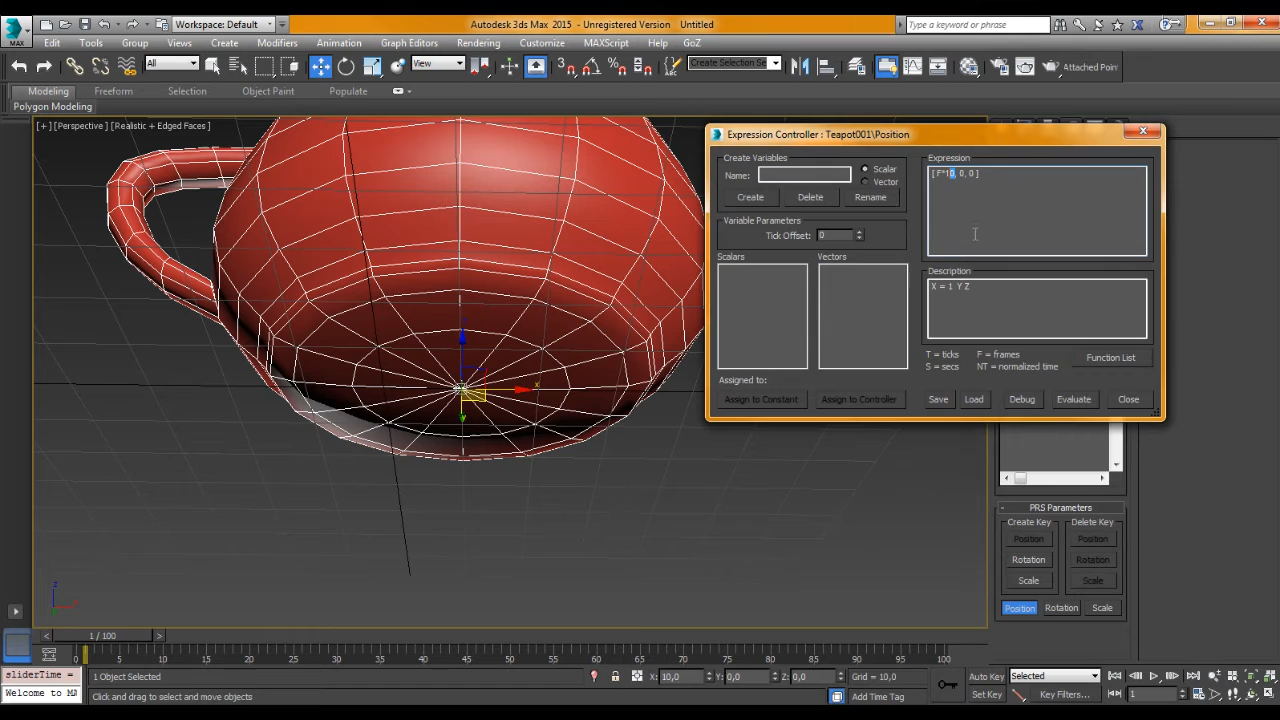 Workspace: Default
Autodesk 3ds Max 2015 - Unregistered Version
Untitled
Type a keyword or phrase
MAX
Edit
Tools
Group
Views
Create
Modifiers
Animation
Graph Editors
Rendering
Customize
MAXScript
Help
GoZ
All
View
Create Selection Se
Attached Point
Modeling
Freeform
Selection
Object Paint
Populate
Polygon Modeling
[+] [Perspective] [Realistic + Edged Faces]
Expression Controller : Teapot001\Position
Create Variables
Name:
Scalar
Vector
Create
Delete
Rename
Variable Parameters
Tick Offset: 0
Scalars
Vectors
Expression
[ F*10, 0, 0 ]
Description
X = 1 Y Z
T = ticks
F = frames
S = secs
NT = normalized time
Function List
Assigned to:
Assign to Constant
Assign to Controller
Save
Load
Debug
Evaluate
Close
PRS Parameters
Create Key
Delete Key
Position
Position
Rotation
Rotation
Scale
Scale
Position
Rotation
Scale
x
y
z
1 / 100
0 5 10 15 20 25 30 35 40 45 50 55 60 65 70 75 80 85 90 95 100
sliderTime =
Welcome to MA
1 Object Selected
Click and drag to select and move objects
X: 10,0
Y: 0,0
Z: 0,0
Grid = 10,0
Add Time Tag
Auto Key
Selected
Set Key
Key Filters...
1